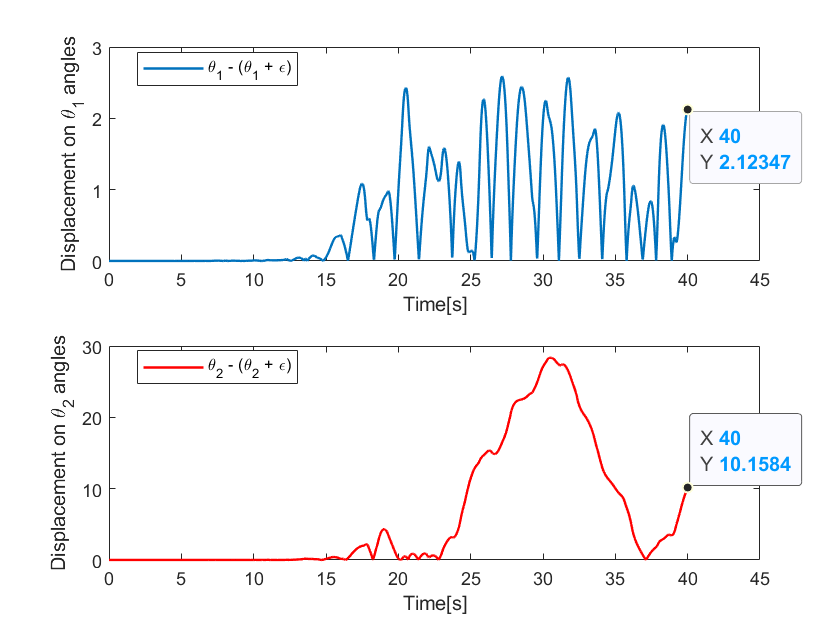 Displacement on θ1 angles
3
2
1
0
θ1 - (θ1 + ϵ)
X 40
Y 2.12347
0 5 10 15 20 25 30 35 40 45
Time[s]
Displacement on θ2 angles
30
20
10
0
θ2 - (θ2 + ϵ)
X 40
Y 10.1584
0 5 10 15 20 25 30 35 40 45
Time[s]